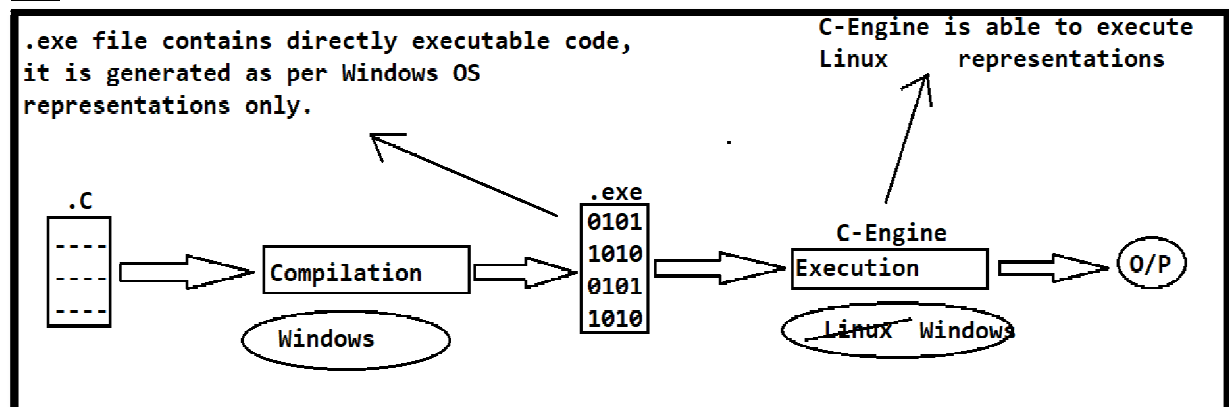 .exe file contains directly executable code,
it is generated as per Windows OS
representations only.
C-Engine is able to execute
Linux representations
.C
----
----
----
Compilation
Windows
.exe
0101
1010
0101
1010
C-Engine
Execution
Linux Windows
O/P